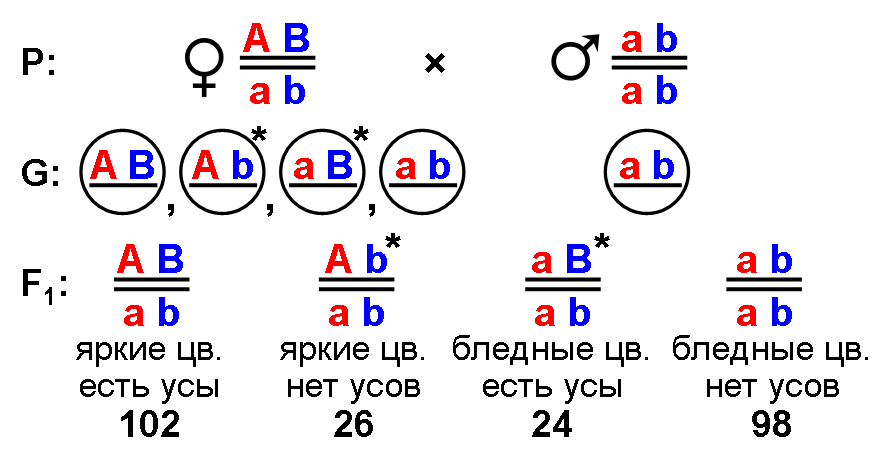 P: ♀ A B × ♂ a b
a b a b
G: A B, A b*, a B*, a b a b
F1: A B A b* a B* a b
a b a b a b a b
яркие цв. яркие цв. бледные цв. бледные цв.
есть усы нет усов есть усы нет усов
102 26 24 98